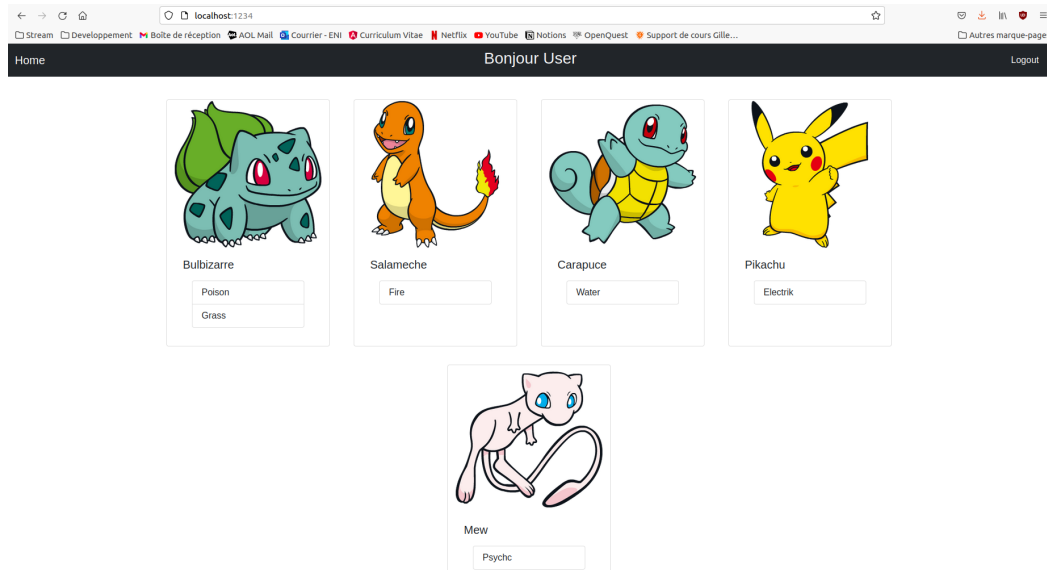 localhost:1234
Stream Developpement Boîte de réception AOL Mail Courrier - ENI Curriculum Vitae Netflix YouTube Notions OpenQuest Support de cours Gille... Autres marque-page
Home Bonjour User Logout
Bulbizarre Salameche Carapuce Pikachu
Poison Fire Water Electrik
Grass
Mew
Psychc